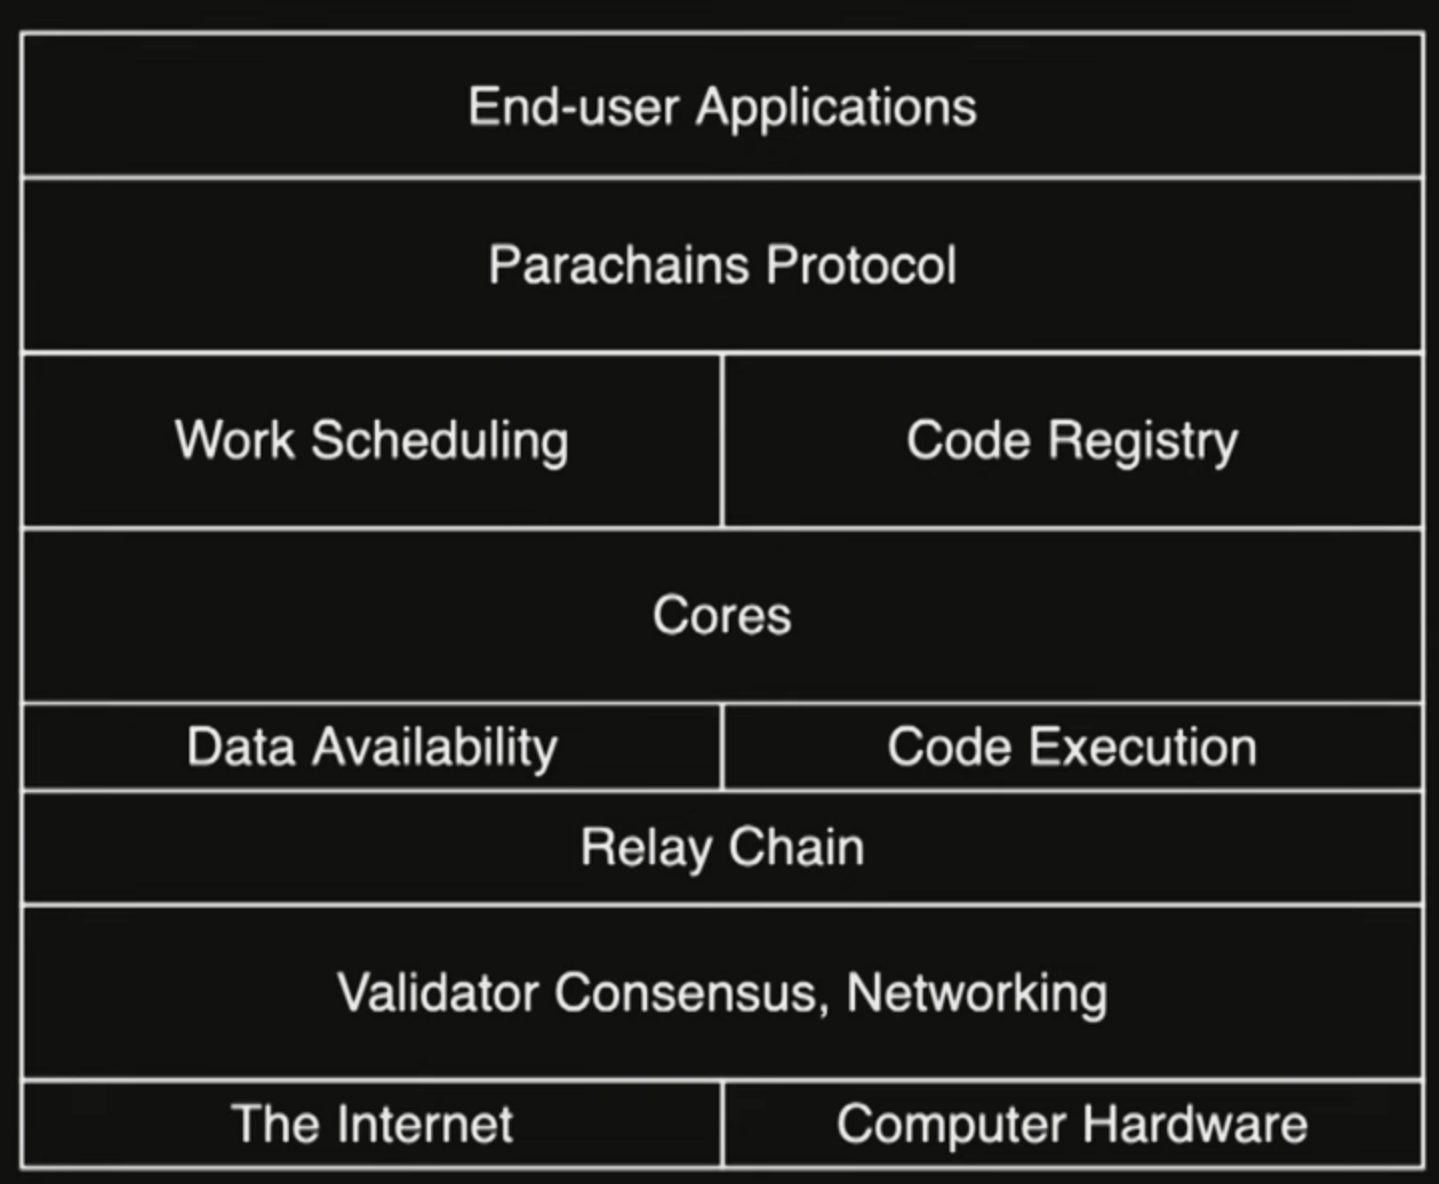 End-user Applications
Parachains Protocol
Work Scheduling
Code Registry
Cores
Data Availability
Code Execution
Relay Chain
Validator Consensus, Networking
The Internet
Computer Hardware